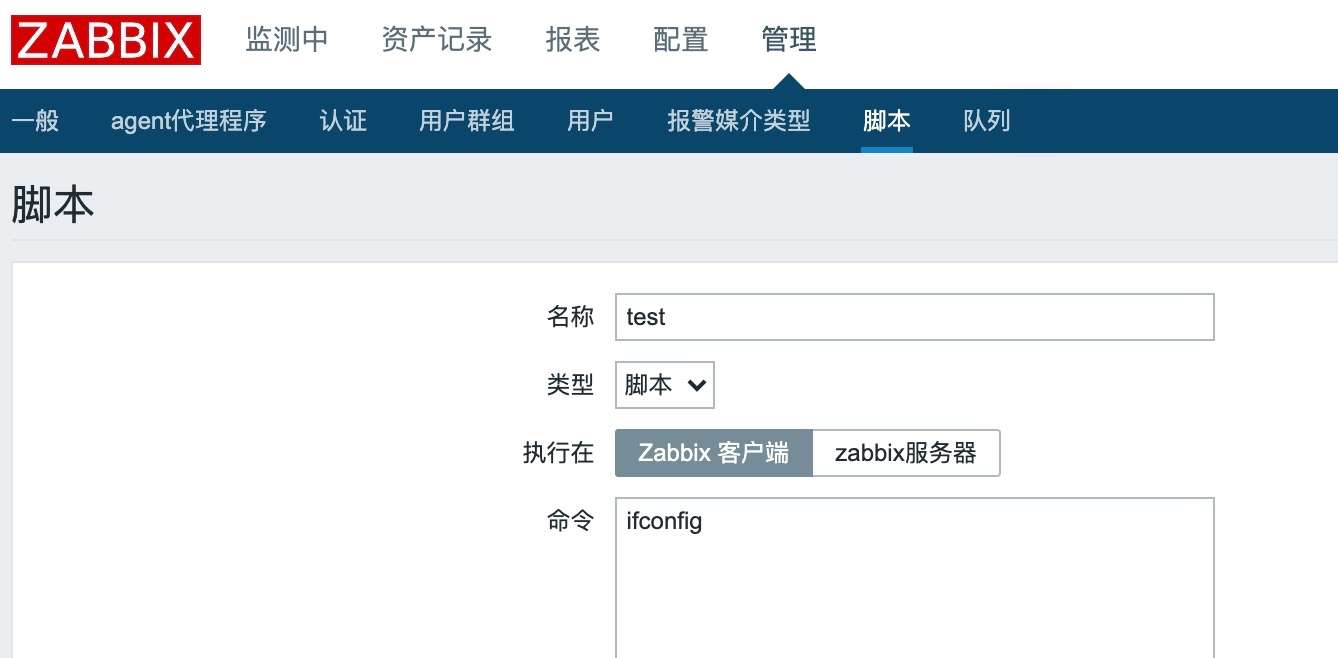 ZABBIX 监测中 资产记录 报表 配置 管理
一般 agent代理程序 认证 用户群组 用户 报警媒介类型 脚本 队列
脚本
名称 test
类型 脚本
执行在 Zabbix 客户端 zabbix服务器
命令 ifconfig